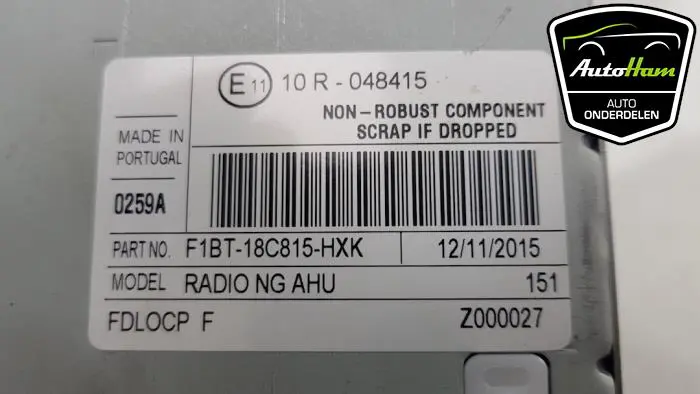 E 11 10 R - 048415
NON-ROBUST COMPONENT
SCRAP IF DROPPED
MADE IN
PORTUGAL
0259A
PART NO. F1BT-18C815-HXK 12/11/2015
MODEL RADIO NG AHU 151
FDLOCP F Z000027
AutoHam
AUTO
ONDERDELEN